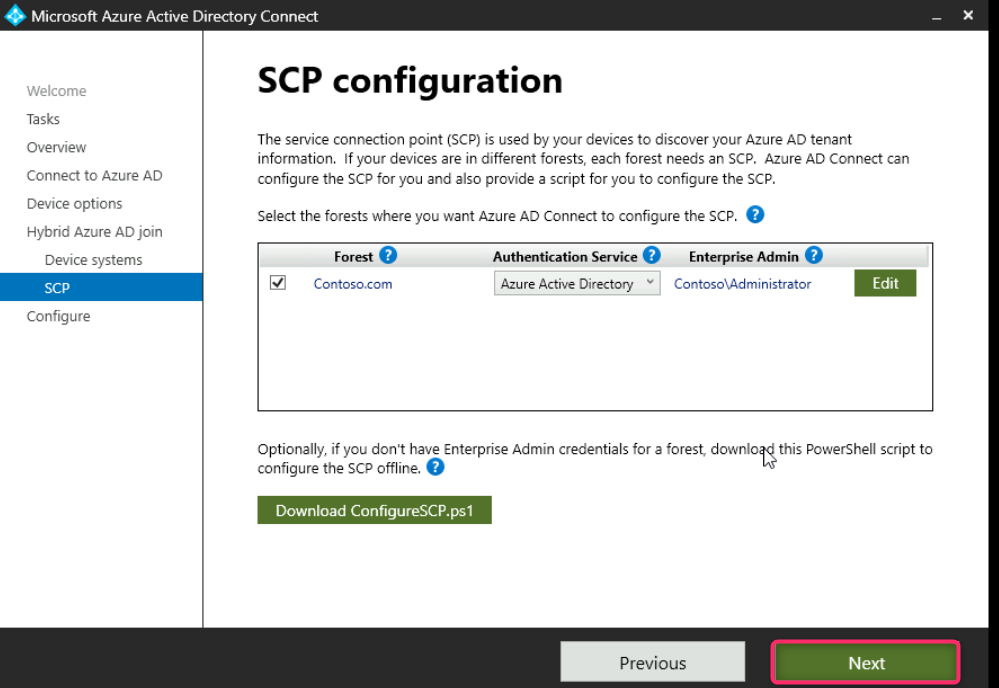 Microsoft Azure Active Directory Connect
Welcome
Tasks
Overview
Connect to Azure AD
Device options
Hybrid Azure AD join
Device systems
SCP
Configure
SCP configuration
The service connection point (SCP) is used by your devices to discover your Azure AD tenant
information.  If your devices are in different forests, each forest needs an SCP.  Azure AD Connect can
configure the SCP for you and also provide a script for you to configure the SCP.
Select the forests where you want Azure AD Connect to configure the SCP. ?
Forest ? Authentication Service ? Enterprise Admin ?
Contoso.com Azure Active Directory Contoso\Administrator Edit
Optionally, if you don't have Enterprise Admin credentials for a forest, download this PowerShell script to
configure the SCP offline. ?
Download ConfigureSCP.ps1
Previous Next